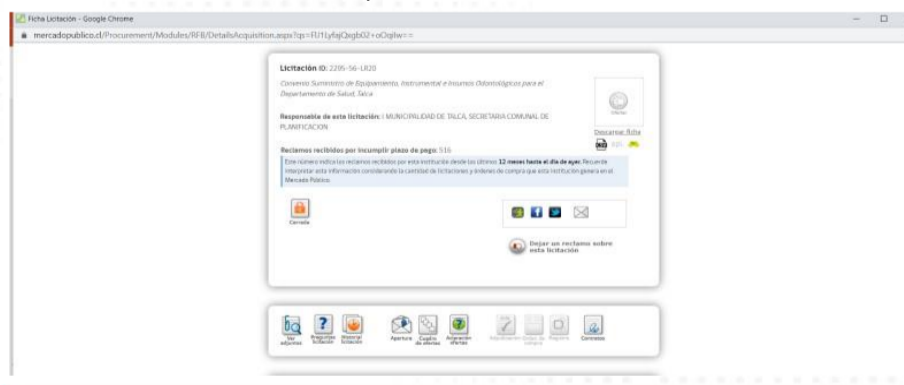 Ficha Licitación - Google Chrome
mercadopublico.cl/Procurement/Modules/RFB/DetailsAcquisition.aspx?qs=
Licitación ID: 2295-56-LR20
Convenio Suministro de Equipamiento, Instrumental e Insumos Odontológicos para el
Departamento de Salud, Talca
Responsable de esta licitación: I MUNICIPALIDAD DE TALCA, SECRETARIA COMUNAL DE
PLANIFICACION
Descargar ficha
Reclamos recibidos por incumplir plazo de pago: 516
Este número indica los reclamos recibidos por esta institución desde los últimos 12 meses hasta el día de ayer. Recuerde
interpretar esta información considerando la cantidad de licitaciones y órdenes de compra que esta institución genera en el
Mercado Público.
Cerrada
Dejar un reclamo sobre
esta licitación
Ver adjuntos
Preguntas licitación
Historial licitación
Apertura
Cuadro de ofertas
Aclaración ofertas
Adjudicación
Orden de compra
Registro
Contratos